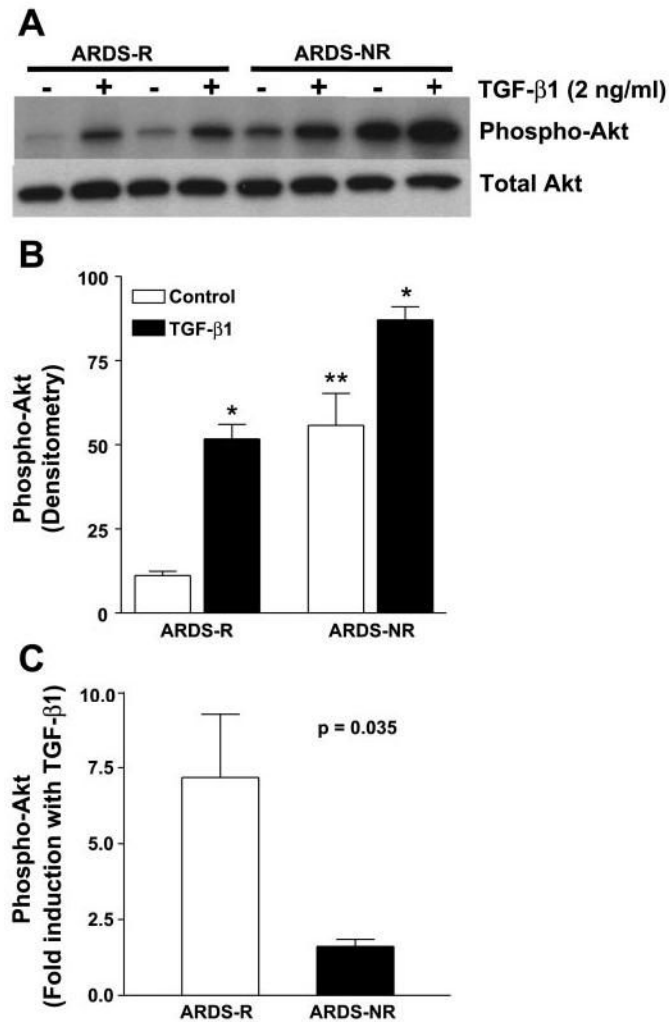 A
ARDS-R ARDS-NR
- + - + - + - + TGF-β1 (2 ng/ml)
Phospho-Akt
Total Akt
B
Phospho-Akt
(Densitometry)
100
75
50
25
0
Control
TGF-β1
*
**
*
ARDS-R ARDS-NR
C
Phospho-Akt
(Fold induction with TGF-β1)
10.0
7.5
5.0
2.5
0.0
p = 0.035
ARDS-R ARDS-NR